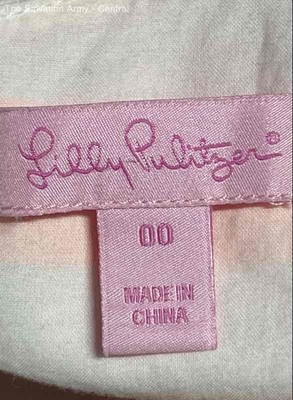 The Salvation Army - Central
Lilly Pulitzer®
00
MADE IN
CHINA